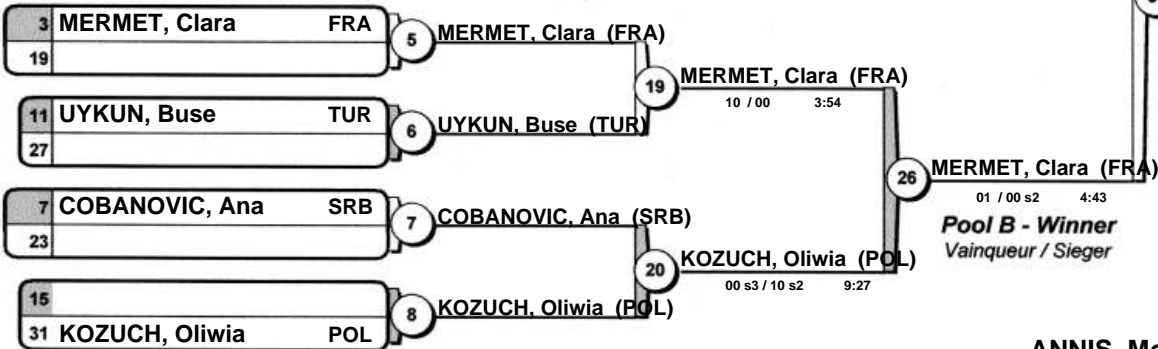 3 MERMET, Clara FRA
19
5
MERMET, Clara (FRA)
11 UYKUN, Buse TUR
27
6
UYKUN, Buse (TUR)
19
MERMET, Clara (FRA)
10 / 00 3:54
7 COBANOVIC, Ana SRB
23
7
COBANOVIC, Ana (SRB)
15
31 KOZUCH, Oliwia POL
8
KOZUCH, Oliwia (POL)
20
KOZUCH, Oliwia (POL)
00 s3 / 10 s2 9:27
26
MERMET, Clara (FRA)
01 / 00 s2 4:43
Pool B - Winner
Vainqueur / Sieger